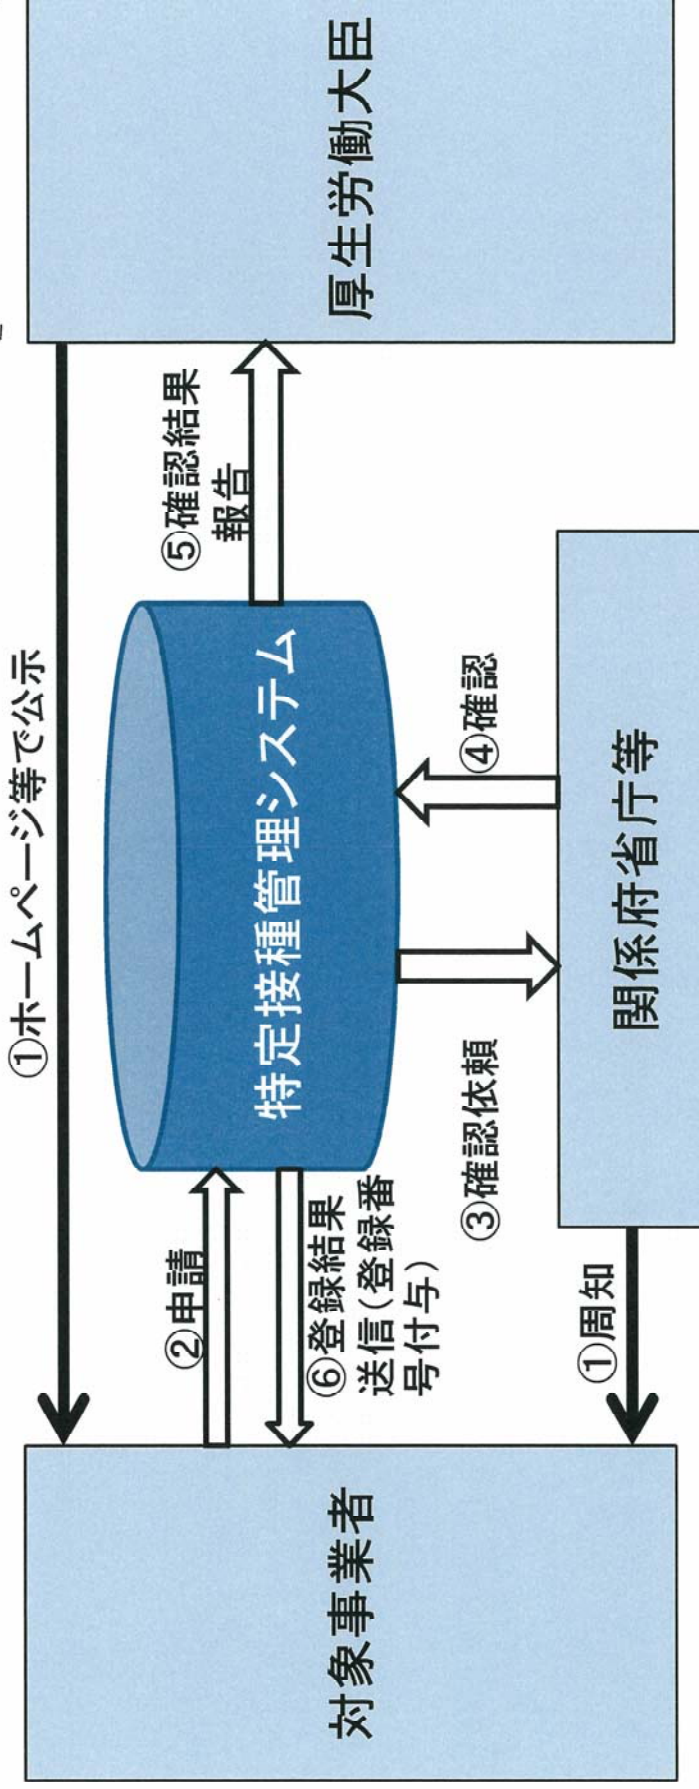 ①ホームページ等で公示
対象事業者
②申請
⑥登録結果
送信(登録番
号付与)
特定接種管理システム
⑤確認結果
報告
厚生労働大臣
③確認依頼
④確認
①周知
関係府省庁等